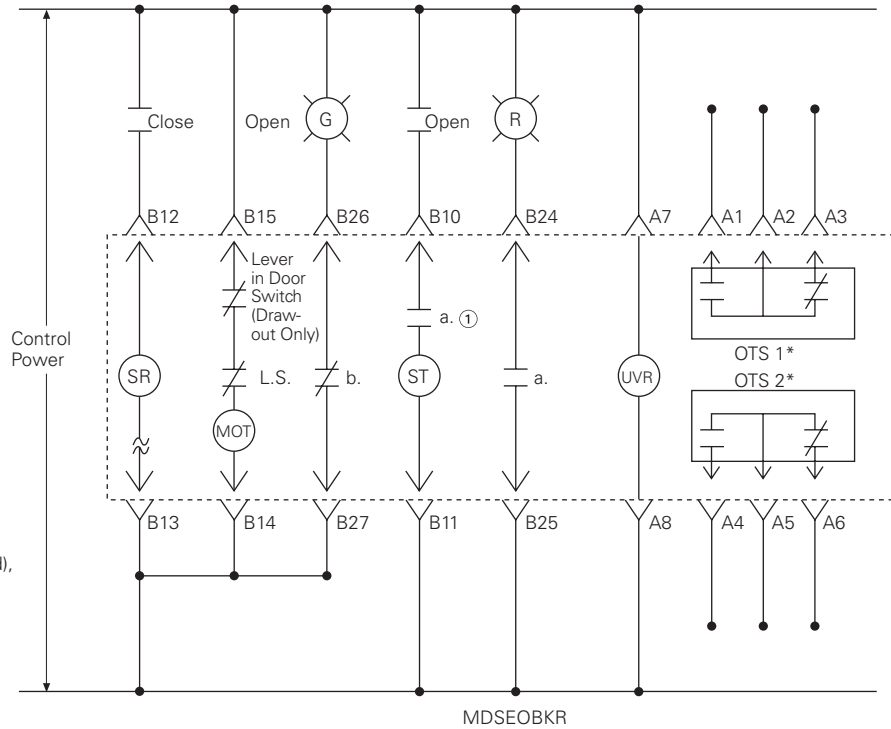 Close
Open
G
Open
R
B12
B15
B26
B10
B24
A7
A1
A2
A3
Lever
in Door
Switch
(Draw-
out Only)
a. ①
Control
Power
OTS 1*
OTS 2*
SR
L.S.
b.
ST
a.
UVR
MOT
B13
B14
B27
B11
B25
A8
A4
A5
A6
),
MDSEOBKR